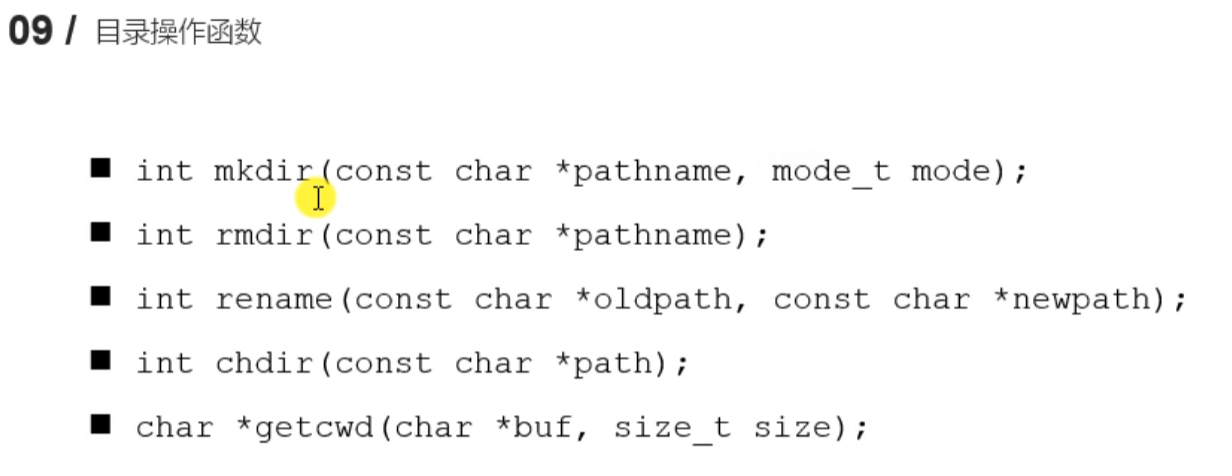 09 / 目录操作函数
■ int mkdir(const char *pathname, mode_t mode);
■ int rmdir(const char *pathname);
■ int rename(const char *oldpath, const char *newpath);
■ int chdir(const char *path);
■ char *getcwd(char *buf, size_t size);